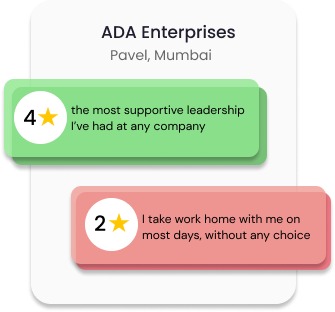 ADA Enterprises
Pavel, Mumbai
4★ the most supportive leadership
I've had at any company
2★ I take work home with me on
most days, without any choice